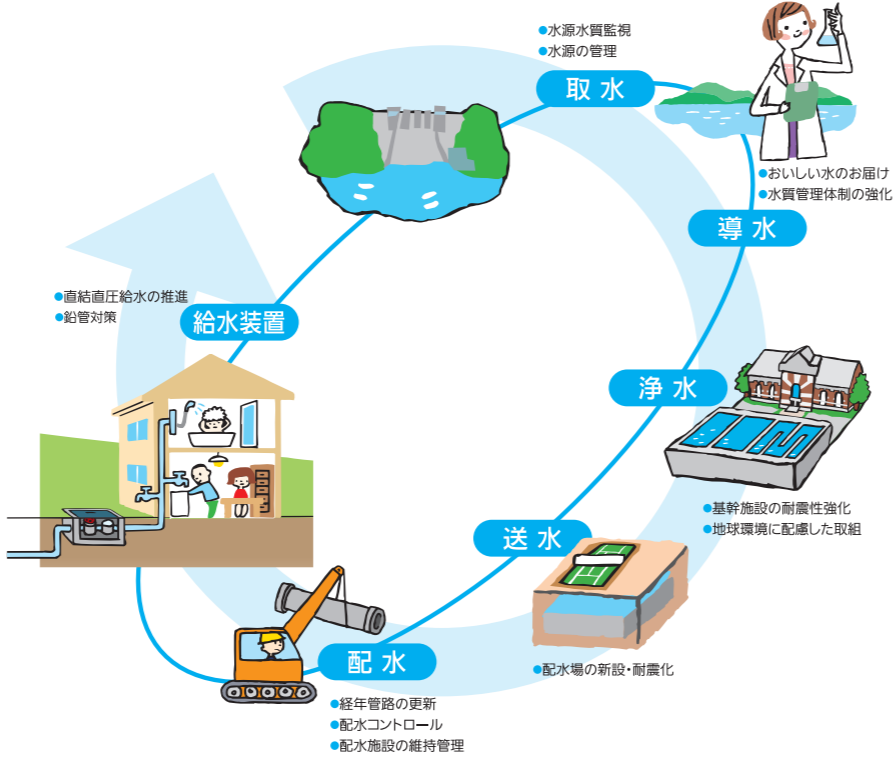 ●水源水質監視
●水源の管理
取水
●おいしい水のお届け
●水質管理体制の強化
導水
浄水
●基幹施設の耐震性強化
●地球環境に配慮した取組
送水
●配水場の新設・耐震化
配水
●経年管路の更新
●配水コントロール
●配水施設の維持管理
●直結直圧給水の推進
●鉛管対策
給水装置